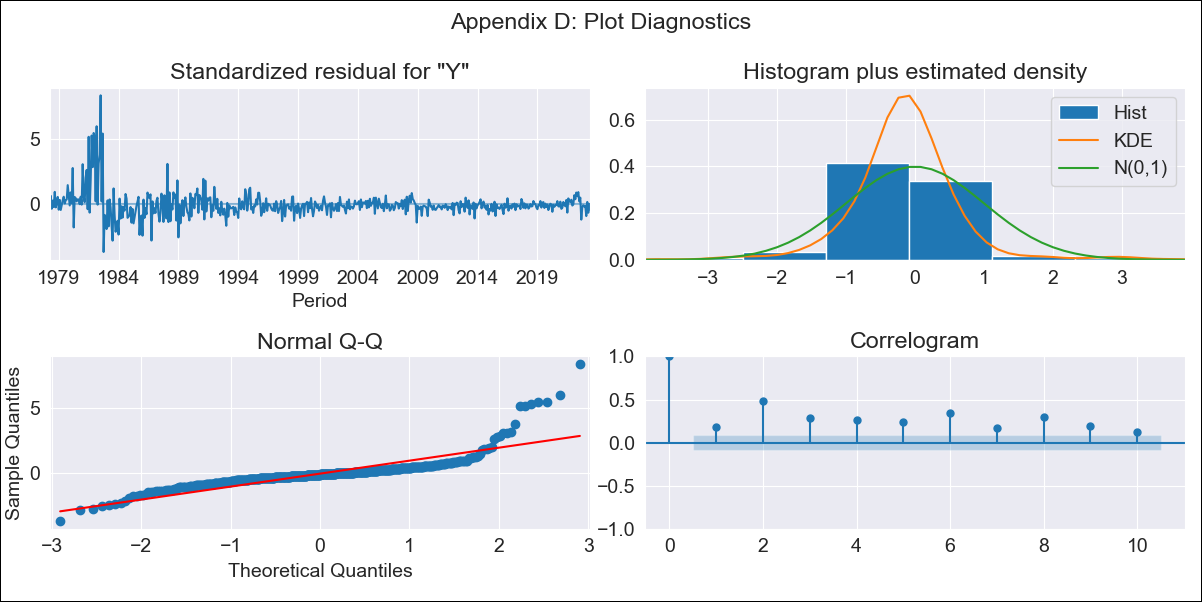 Appendix D: Plot Diagnostics
Standardized residual for "Y"
5
0
1979 1984 1989 1994 1999 2004 2009 2014 2019
Period
Histogram plus estimated density
0.6
0.4
0.2
0.0
−3 −2 −1 0 1 2 3
Hist
KDE
N(0,1)
Normal Q-Q
Sample Quantiles
5
0
−3 −2 −1 0 1 2 3
Theoretical Quantiles
Correlogram
1.0
0.5
0.0
−0.5
−1.0
0 2 4 6 8 10